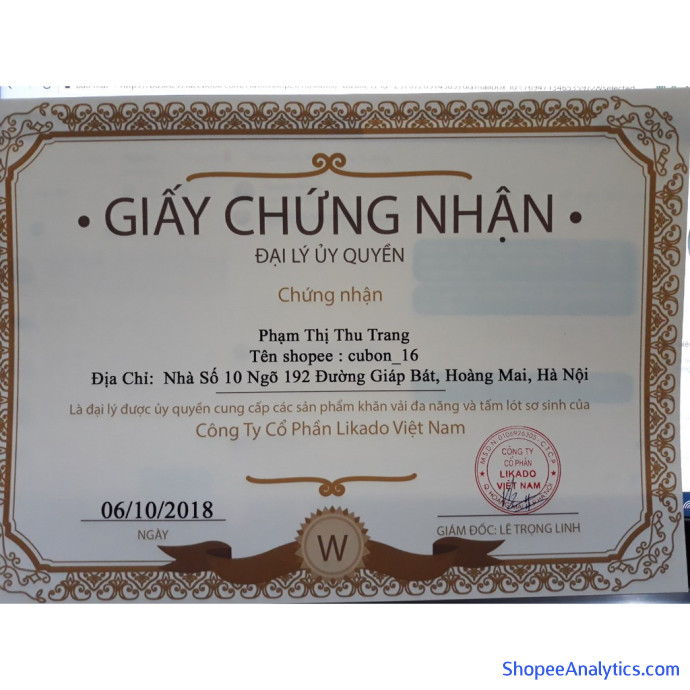 • GIẤY CHỨNG NHẬN •
ĐẠI LÝ ỦY QUYỀN
Chứng nhận
Phạm Thị Thu Trang
Tên shopee : cubon_16
Địa Chỉ: Nhà Số 10 Ngõ 192 Đường Giáp Bát, Hoàng Mai, Hà Nội
Là đại lý được ủy quyền cung cấp các sản phẩm khăn vải đa năng và tấm lót sơ sinh của
Công Ty Cổ Phần Likado Việt Nam
M.S.D.N: 0106926305 - C.T.C.P
CÔNG TY
CỔ PHẦN
LIKADO
VIỆT NAM
06/10/2018
NGÀY
GIÁM ĐỐC: LÊ TRỌNG LINH
W
ShopeeAnalytics.com